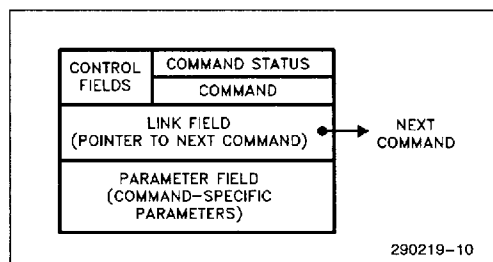 CONTROL
FIELDS
COMMAND STATUS
COMMAND
LINK FIELD
(POINTER TO NEXT COMMAND)
NEXT
COMMAND
PARAMETER FIELD
(COMMAND-SPECIFIC
PARAMETERS)
290219-10